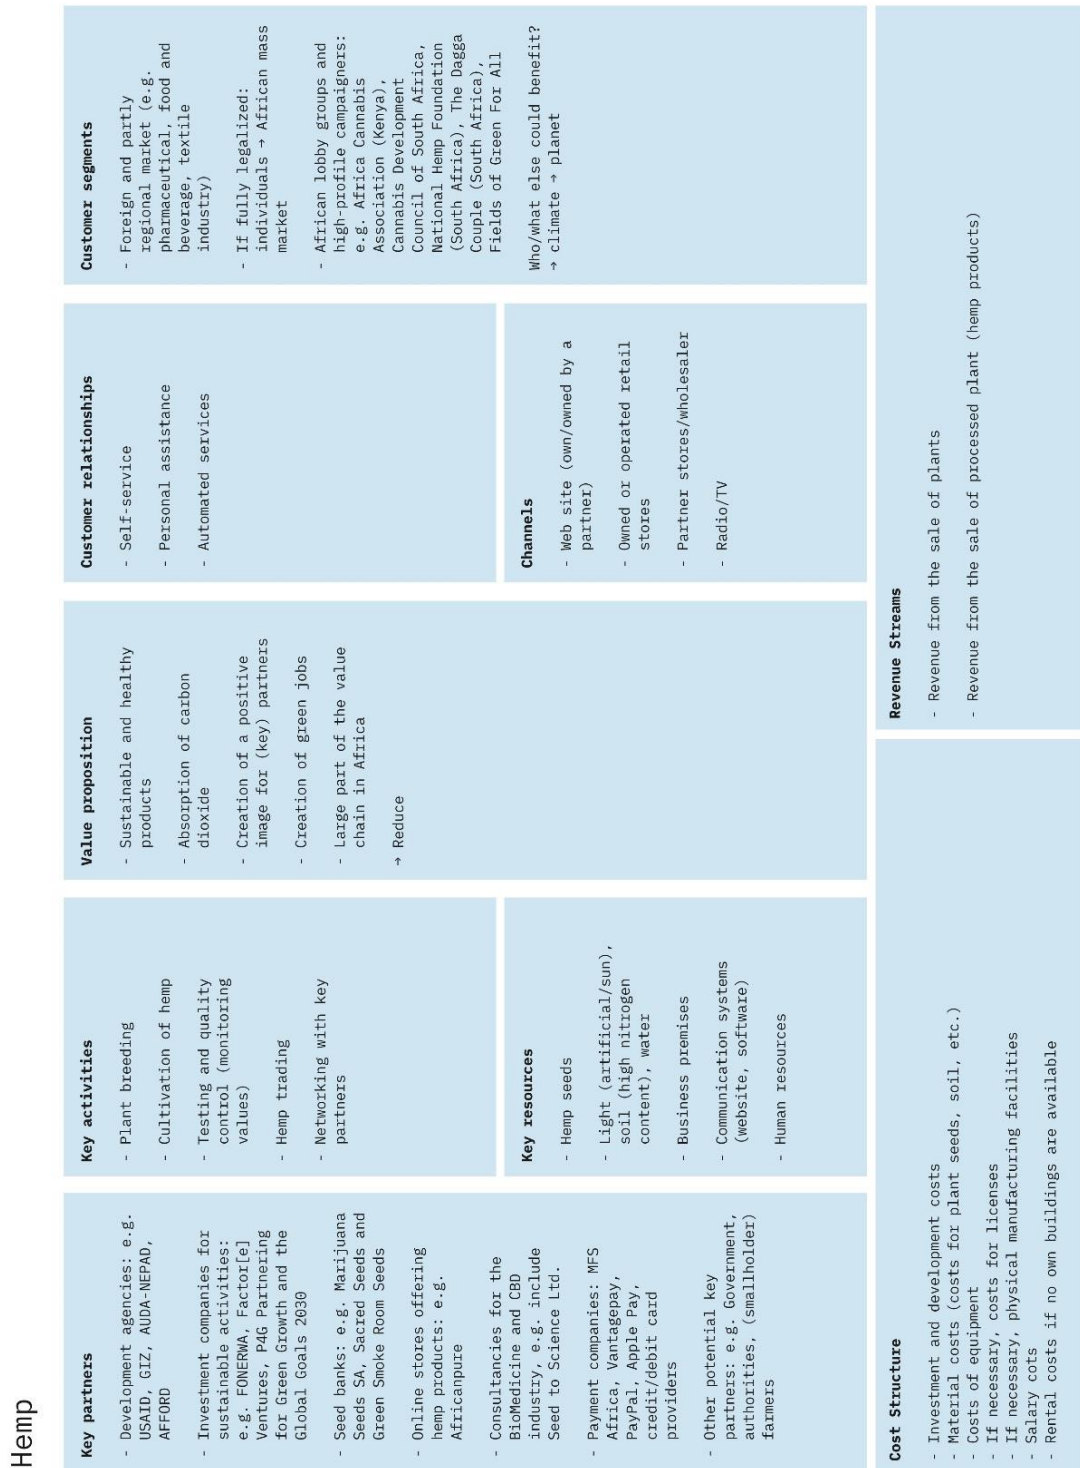 Hemp
Key partners
- Development agencies: e.g.
USAID, GIZ, AUDA-NEPAD,
AFFORD
- Investment companies for
sustainable activities:
e.g. FONERWA, Factor[e]
Ventures, P4G Partnering
for Green Growth and the
Global Goals 2030
- Seed banks: e.g. Marijuana
Seeds SA, Sacred Seeds and
Green Smoke Room Seeds
- Online stores offering
hemp products: e.g.
Africanpure
- Consultancies for the
BioMedicine and CBD
industry, e.g. include
Seed to Science Ltd.
- Payment companies: MFS
Africa, Vantagepay,
PayPal, Apple Pay,
credit/debit card
providers
- Other potential key
partners: e.g. Government,
authorities, (smallholder)
farmers
Key activities
- Plant breeding
- Cultivation of hemp
- Testing and quality
control (monitoring
values)
- Hemp trading
- Networking with key
partners
Key resources
- Hemp seeds
- Light (artificial/sun),
soil (high nitrogen
content), water
- Business premises
- Communication systems
(website, software)
- Human resources
Value proposition
- Sustainable and healthy
products
- Absorption of carbon
dioxide
- Creation of a positive
image for (key) partners
- Creation of green jobs
- Large part of the value
chain in Africa
→ Reduce
Customer relationships
- Self-service
- Personal assistance
- Automated services
Channels
- Web site (own/owned by a
partner)
- Owned or operated retail
stores
- Partner stores/wholesaler
- Radio/TV
Customer segments
- Foreign and partly
regional market (e.g.
pharmaceutical, food and
beverage, textile
industry)
- If fully legalized:
individuals → African mass
market
- African lobby groups and
high-profile campaigners:
e.g. Africa Cannabis
Association (Kenya),
Cannabis Development
Council of South Africa,
National Hemp Foundation
(South Africa), The Dagga
Couple (South Africa),
Fields of Green For All
Who/what else could benefit?
→ climate → planet
Cost Structure
- Investment and development costs
- Material costs (costs for plant seeds, soil, etc.)
- Costs of equipment
- If necessary, costs for licenses
- If necessary, physical manufacturing facilities
- Salary cots
- Rental costs if no own buildings are available
Revenue Streams
- Revenue from the sale of plants
- Revenue from the sale of processed plant (hemp products)